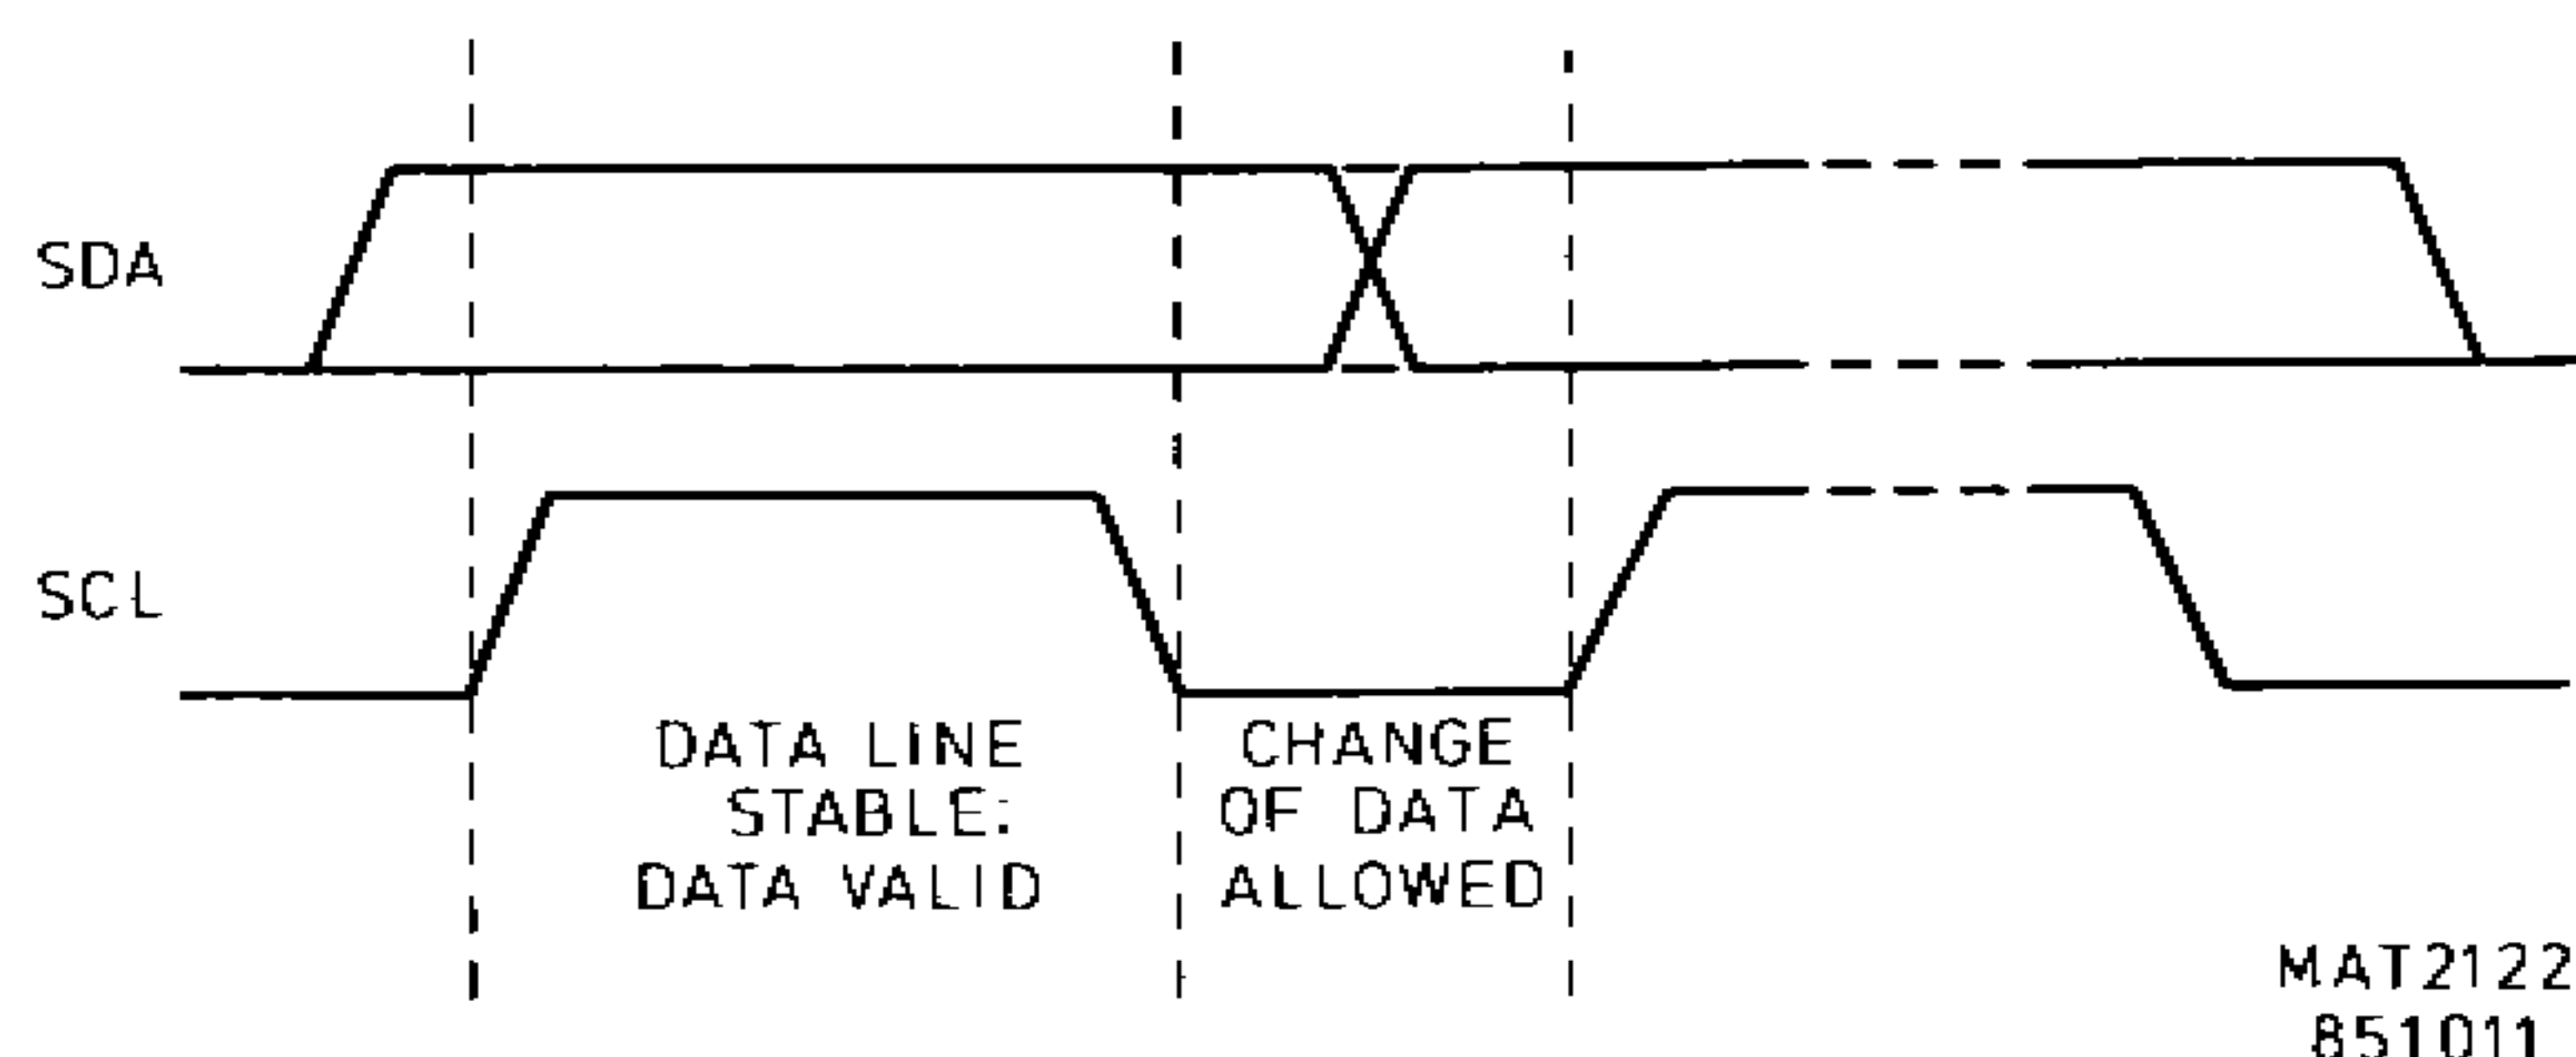 SDA
SCL
DATA LINE
STABLE:
DATA VALID
CHANGE
OF DATA
ALLOWED
MAT2122
851011